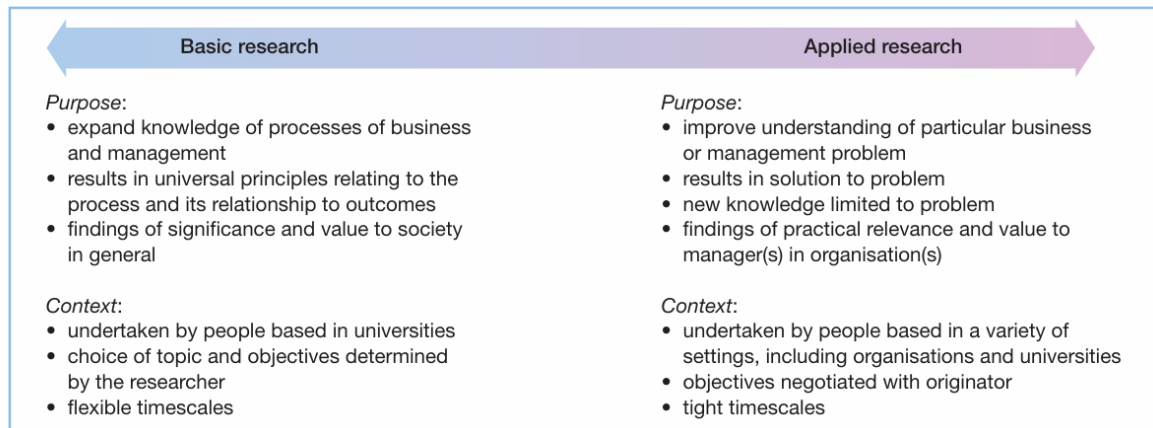 Basic research
Applied research
Purpose:
• expand knowledge of processes of business
and management
• results in universal principles relating to the
process and its relationship to outcomes
• findings of significance and value to society
in general
Context:
• undertaken by people based in universities
• choice of topic and objectives determined
by the researcher
• flexible timescales
Purpose:
• improve understanding of particular business
or management problem
• results in solution to problem
• new knowledge limited to problem
• findings of practical relevance and value to
manager(s) in organisation(s)
Context:
• undertaken by people based in a variety of
settings, including organisations and universities
• objectives negotiated with originator
• tight timescales